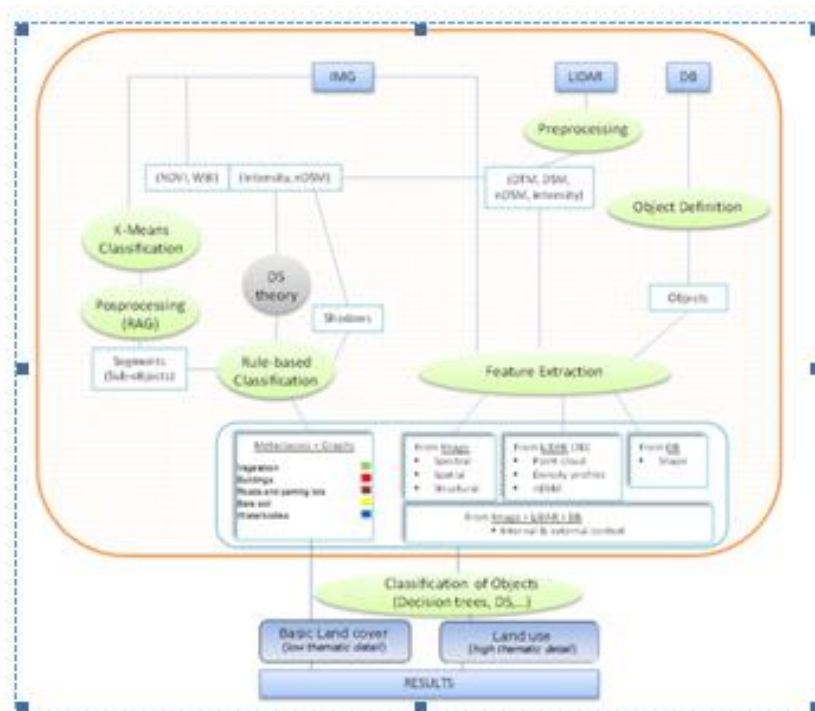 IMG
LIDAR
DB
Preprocessing
(NDVI, WBI)
(Intensity, nDSM)
(DTM, DSM,
nDSM, Intensity)
Object Definition
K-Means
Classification
DS
theory
Objects
Posprocessing
(RAG)
Shadows
Segments
(Sub-objects)
Rule-based
Classification
Feature Extraction
Metaclasses + Graphs
Vegetation
Buildings
Roads and parking lots
Bare soil
Waterbodies
From Image
• Spectral
• Spatial
• Structural
From LIDAR
• Point cloud
• Density profiles
• nDSM
From DB
• Shape
From Image + LIDAR + DB
• Internal & external context
Classification of Objects
(Decision trees, DS,...)
Basic Land cover
(low thematic detail)
Land use
(high thematic detail)
RESULTS